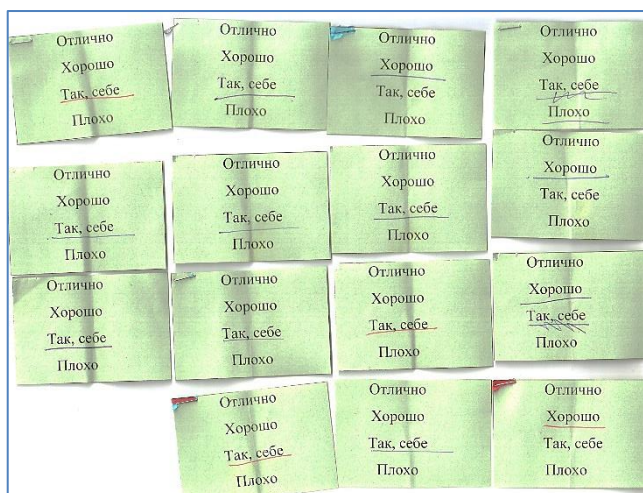 Отлично
Хорошо
Так, себе
Плохо
Отлично
Хорошо
Так, себе
Плохо
Отлично
Хорошо
Так, себе
Плохо
Отлично
Хорошо
Так, себе
Плохо
Отлично
Хорошо
Так, себе
Плохо
Отлично
Хорошо
Так, себе
Плохо
Отлично
Хорошо
Так, себе
Плохо
Отлично
Хорошо
Так, себе
Плохо
Отлично
Хорошо
Так, себе
Плохо
Отлично
Хорошо
Так, себе
Плохо
Отлично
Хорошо
Так, себе
Плохо
Отлично
Хорошо
Так, себе
Плохо
Отлично
Хорошо
Так, себе
Плохо
Отлично
Хорошо
Так, себе
Плохо
Отлично
Хорошо
Так, себе
Плохо